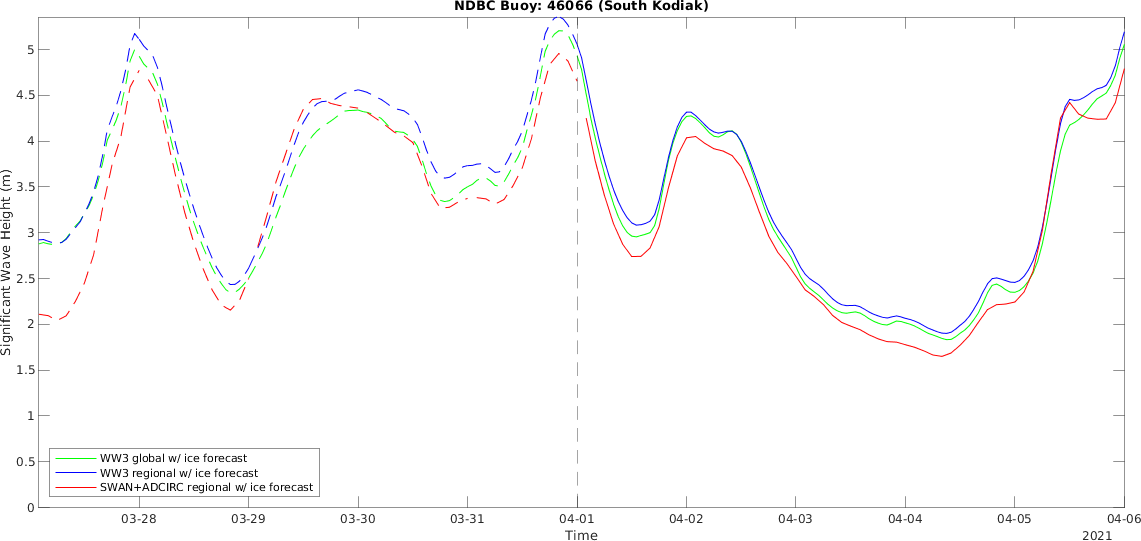 NDBC Buoy: 46066 (South Kodiak)
Significant Wave Height (m)
5
4.5
4
3.5
3
2.5
2
1.5
1
0.5
0
WW3 global w/ ice forecast
WW3 regional w/ ice forecast
SWAN+ADCIRC regional w/ ice forecast
03-28 03-29 03-30 03-31 04-01 04-02 04-03 04-04 04-05 04-06
Time
2021